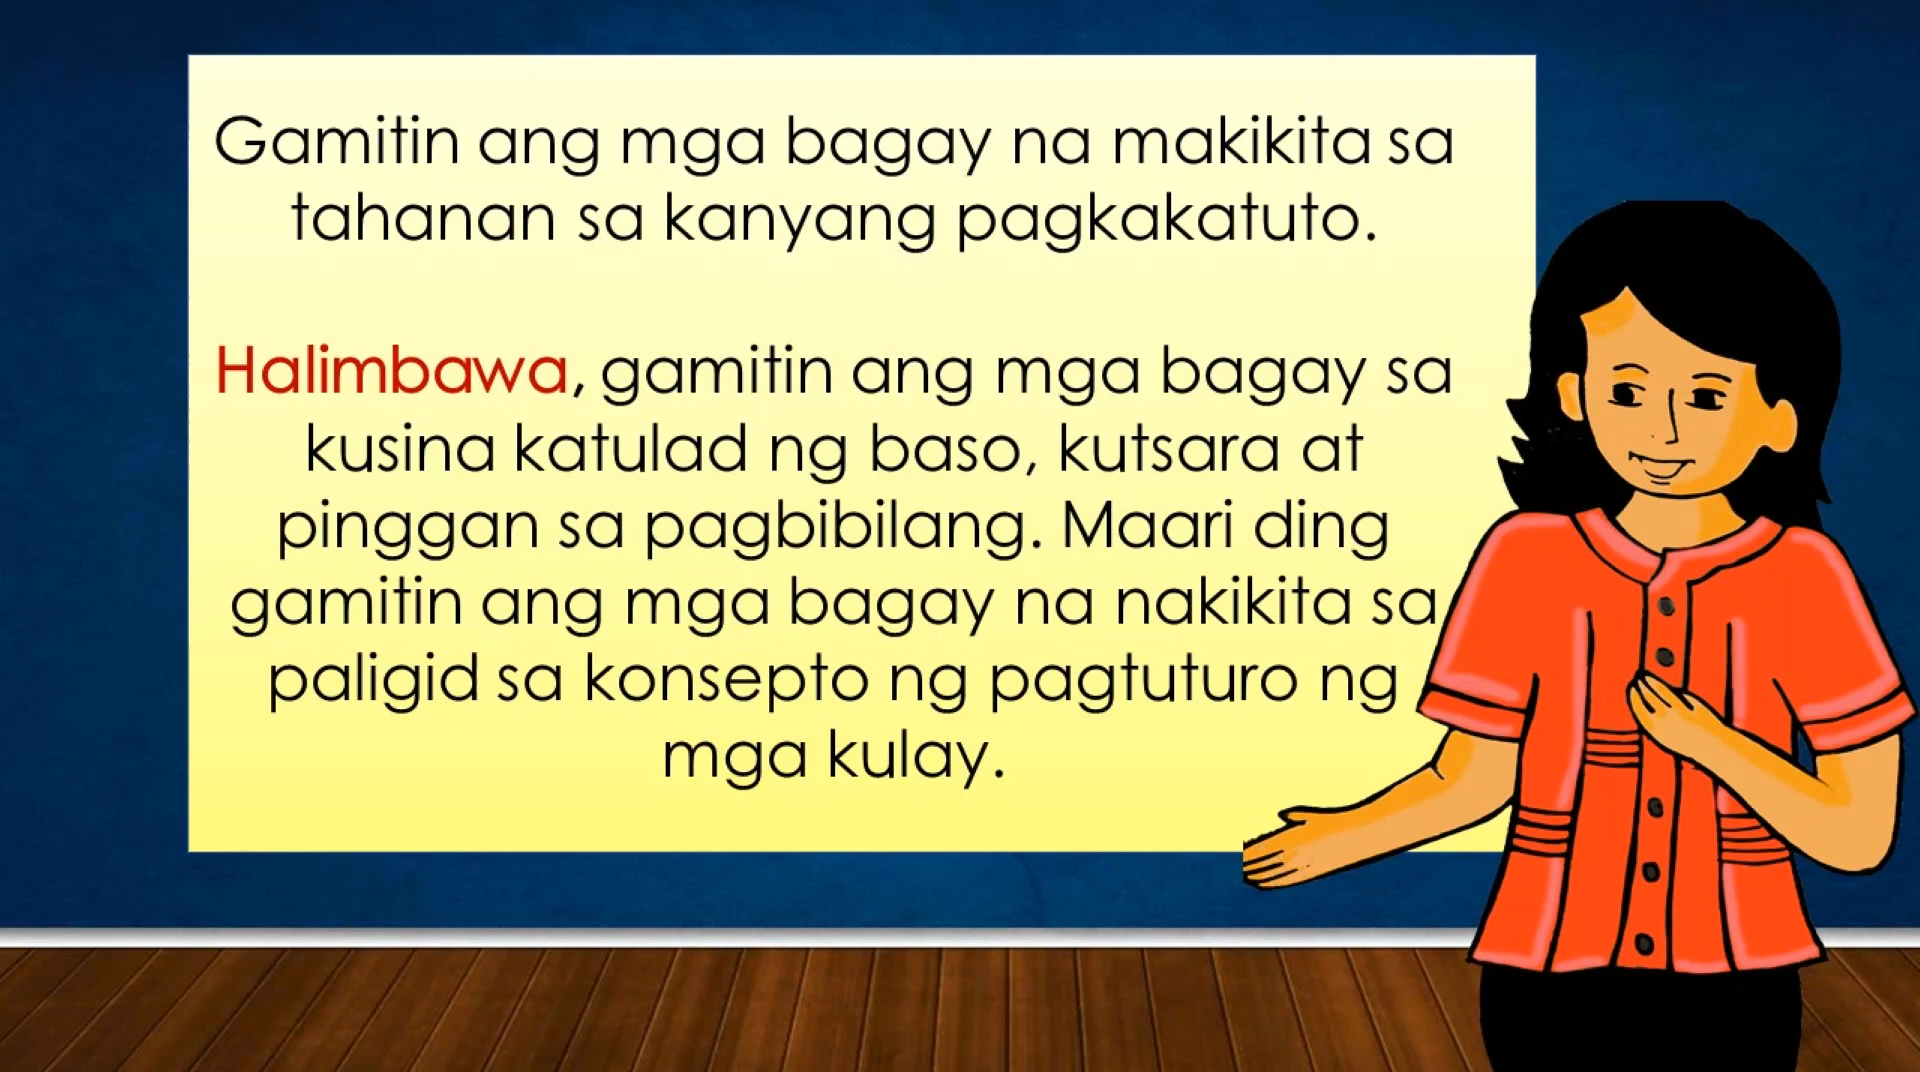 Gamitin ang mga bagay na makikita sa
tahanan sa kanyang pagkakatuto.
Halimbawa, gamitin ang mga bagay sa
kusina katulad ng baso, kutsara at
pinggan sa pagbibilang. Maari ding
gamitin ang mga bagay na nakikita sa
paligid sa konsepto ng pagtuturo ng
mga kulay.